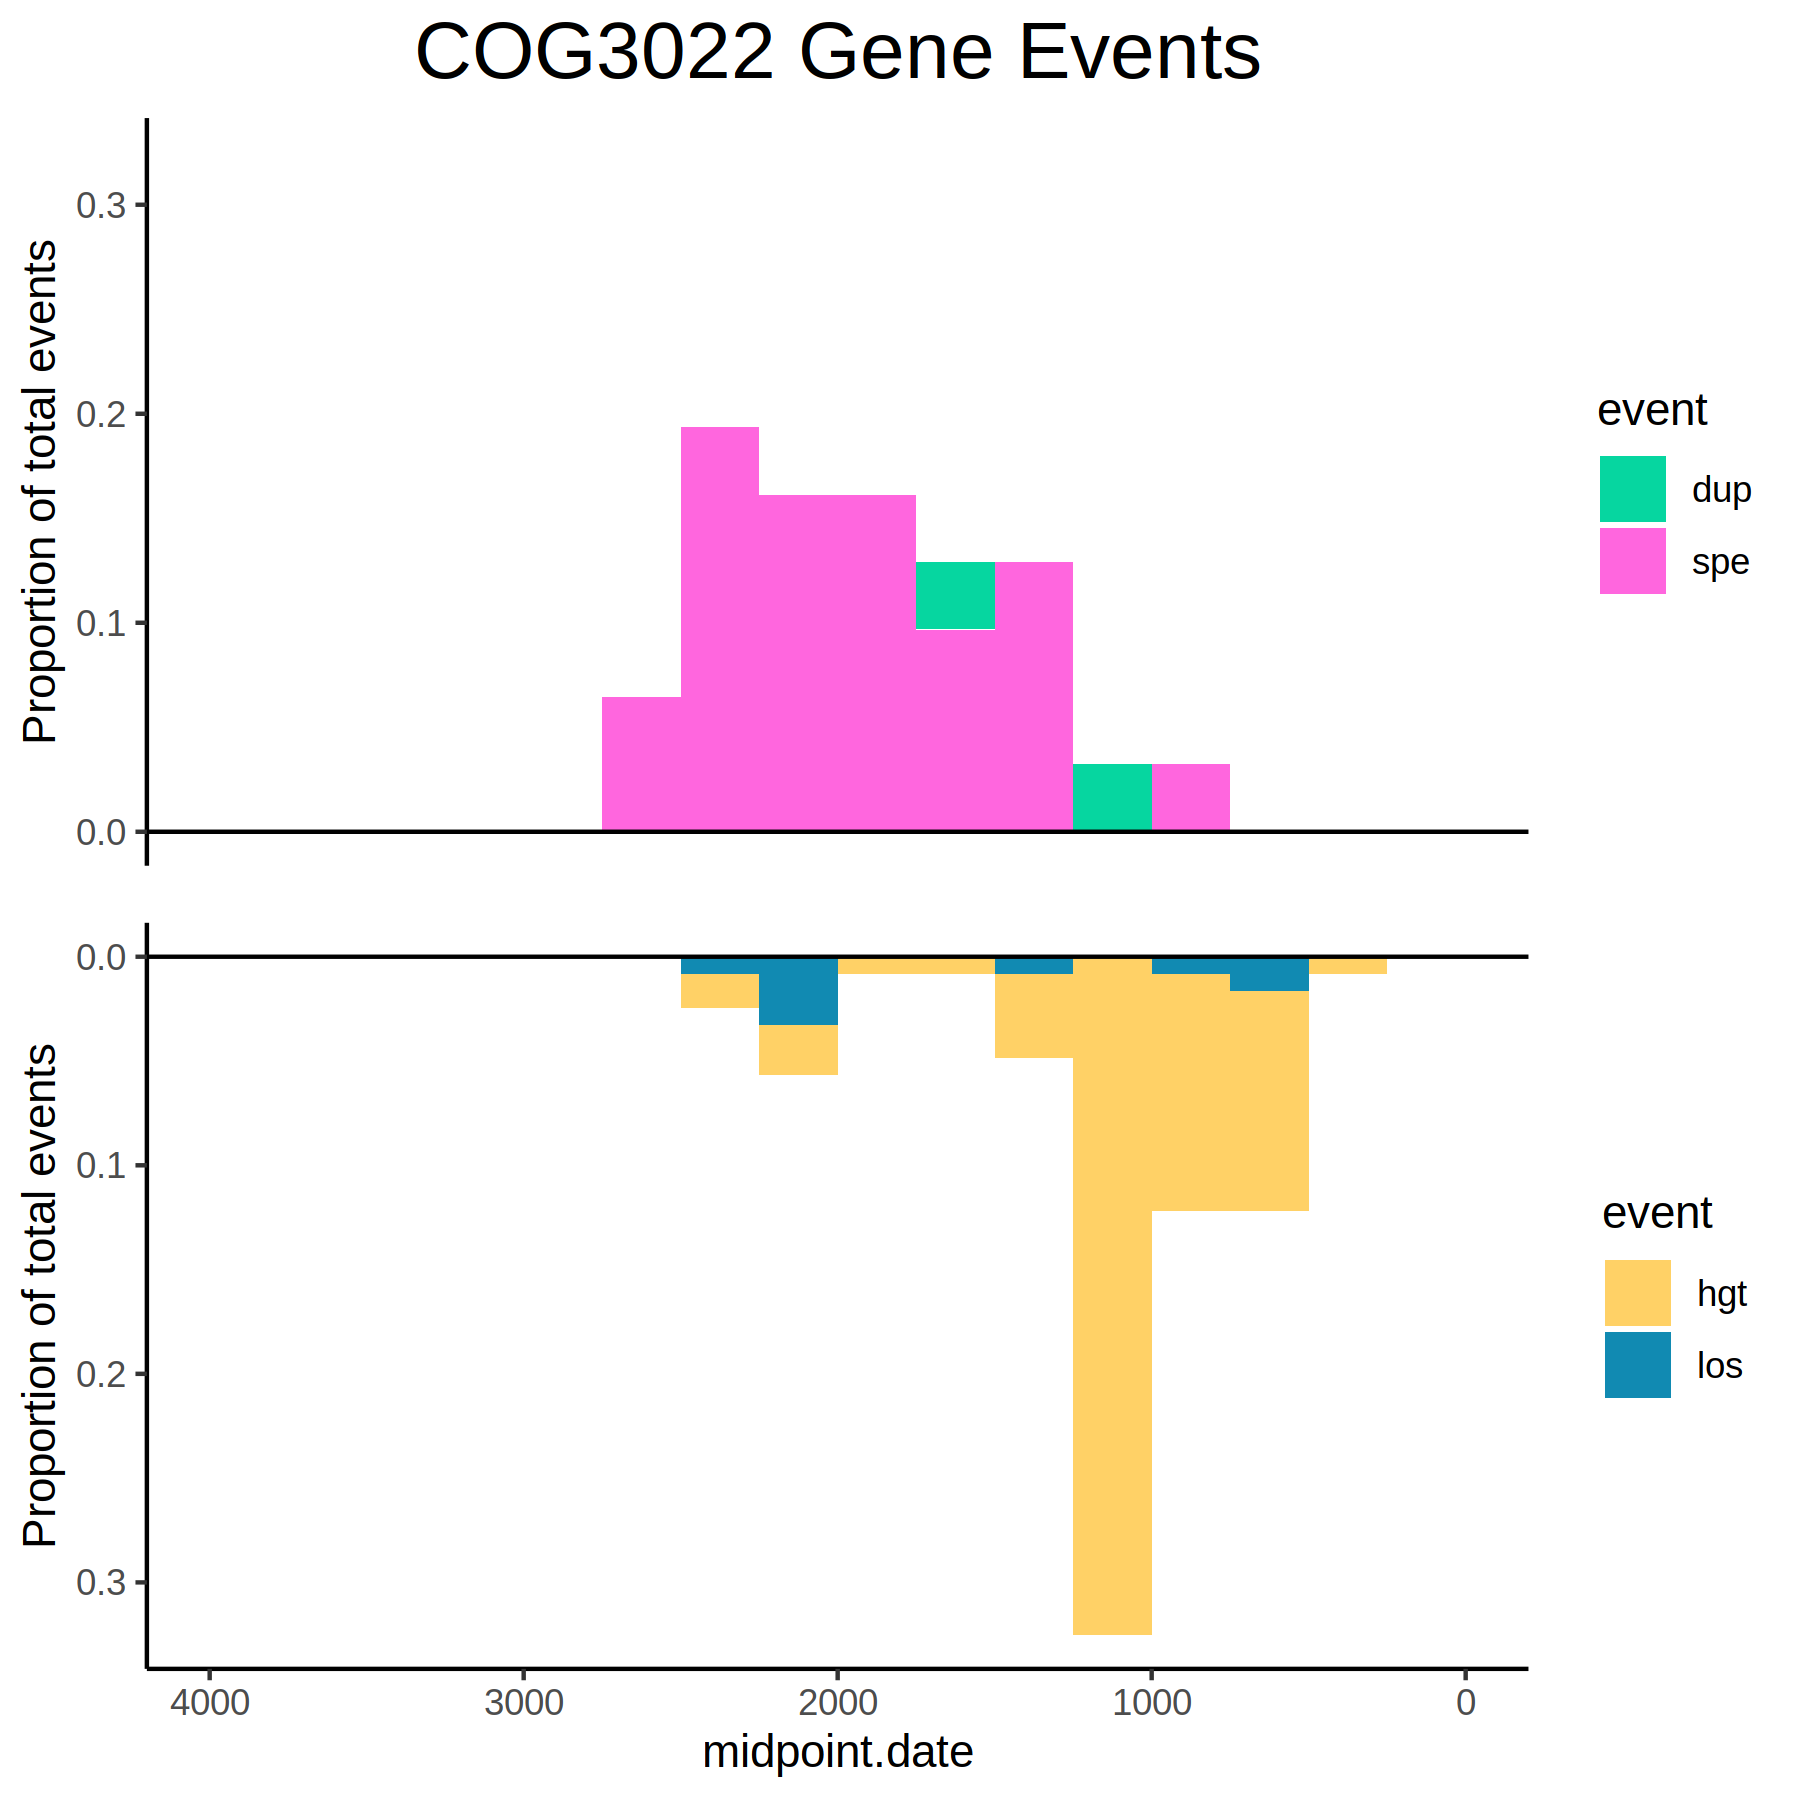 COG3022 Gene Events
Proportion of total events
0.3
0.2
0.1
0.0
event
dup
spe
Proportion of total events
0.0
0.1
0.2
0.3
event
hgt
los
4000 3000 2000 1000 0
midpoint.date